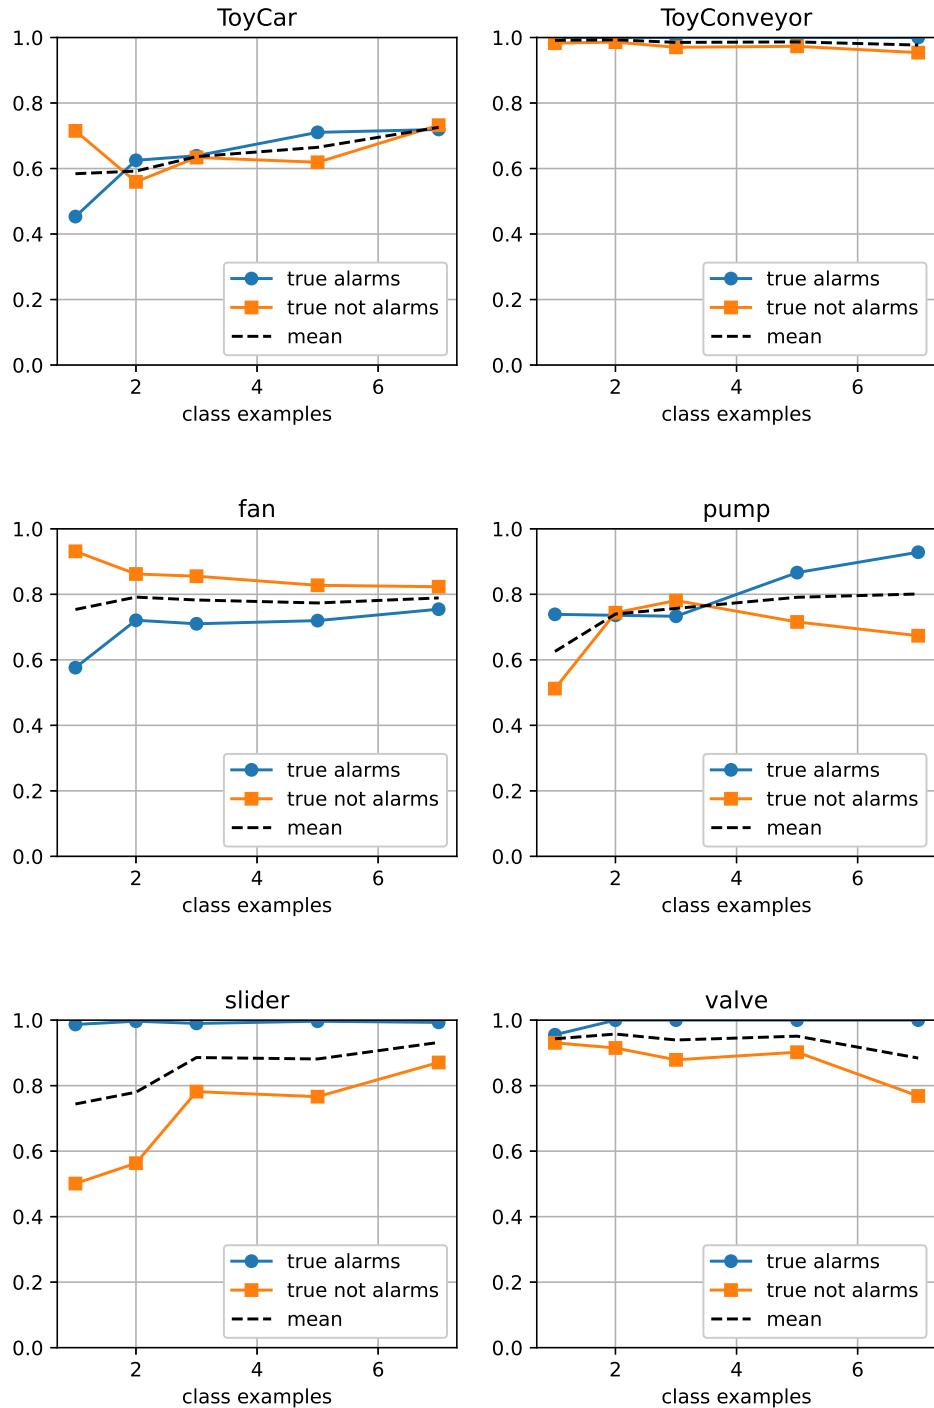 ToyCar
1.0
0.8
0.6
0.4
0.2
0.0
true alarms
true not alarms
mean
2 4 6
class examples
ToyConveyor
1.0
0.8
0.6
0.4
0.2
0.0
true alarms
true not alarms
mean
2 4 6
class examples
fan
1.0
0.8
0.6
0.4
0.2
0.0
true alarms
true not alarms
mean
2 4 6
class examples
pump
1.0
0.8
0.6
0.4
0.2
0.0
true alarms
true not alarms
mean
2 4 6
class examples
slider
1.0
0.8
0.6
0.4
0.2
0.0
true alarms
true not alarms
mean
2 4 6
class examples
valve
1.0
0.8
0.6
0.4
0.2
0.0
true alarms
true not alarms
mean
2 4 6
class examples